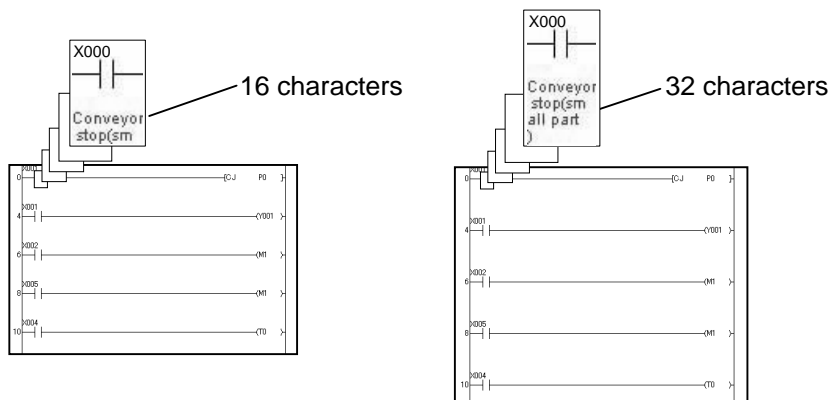 X000
Conveyor
stop(sm
16 characters
X000
Conveyor
stop(sm
all part
)
32 characters
0 [CJ P0 ]
X001
4 (Y001 )
X002
6 (M1 )
X005
8 (M1 )
X004
10 (T0 )
0 [CJ P0 ]
X001
4 (Y001 )
X002
6 (M1 )
X005
8 (M1 )
X004
10 (T0 )